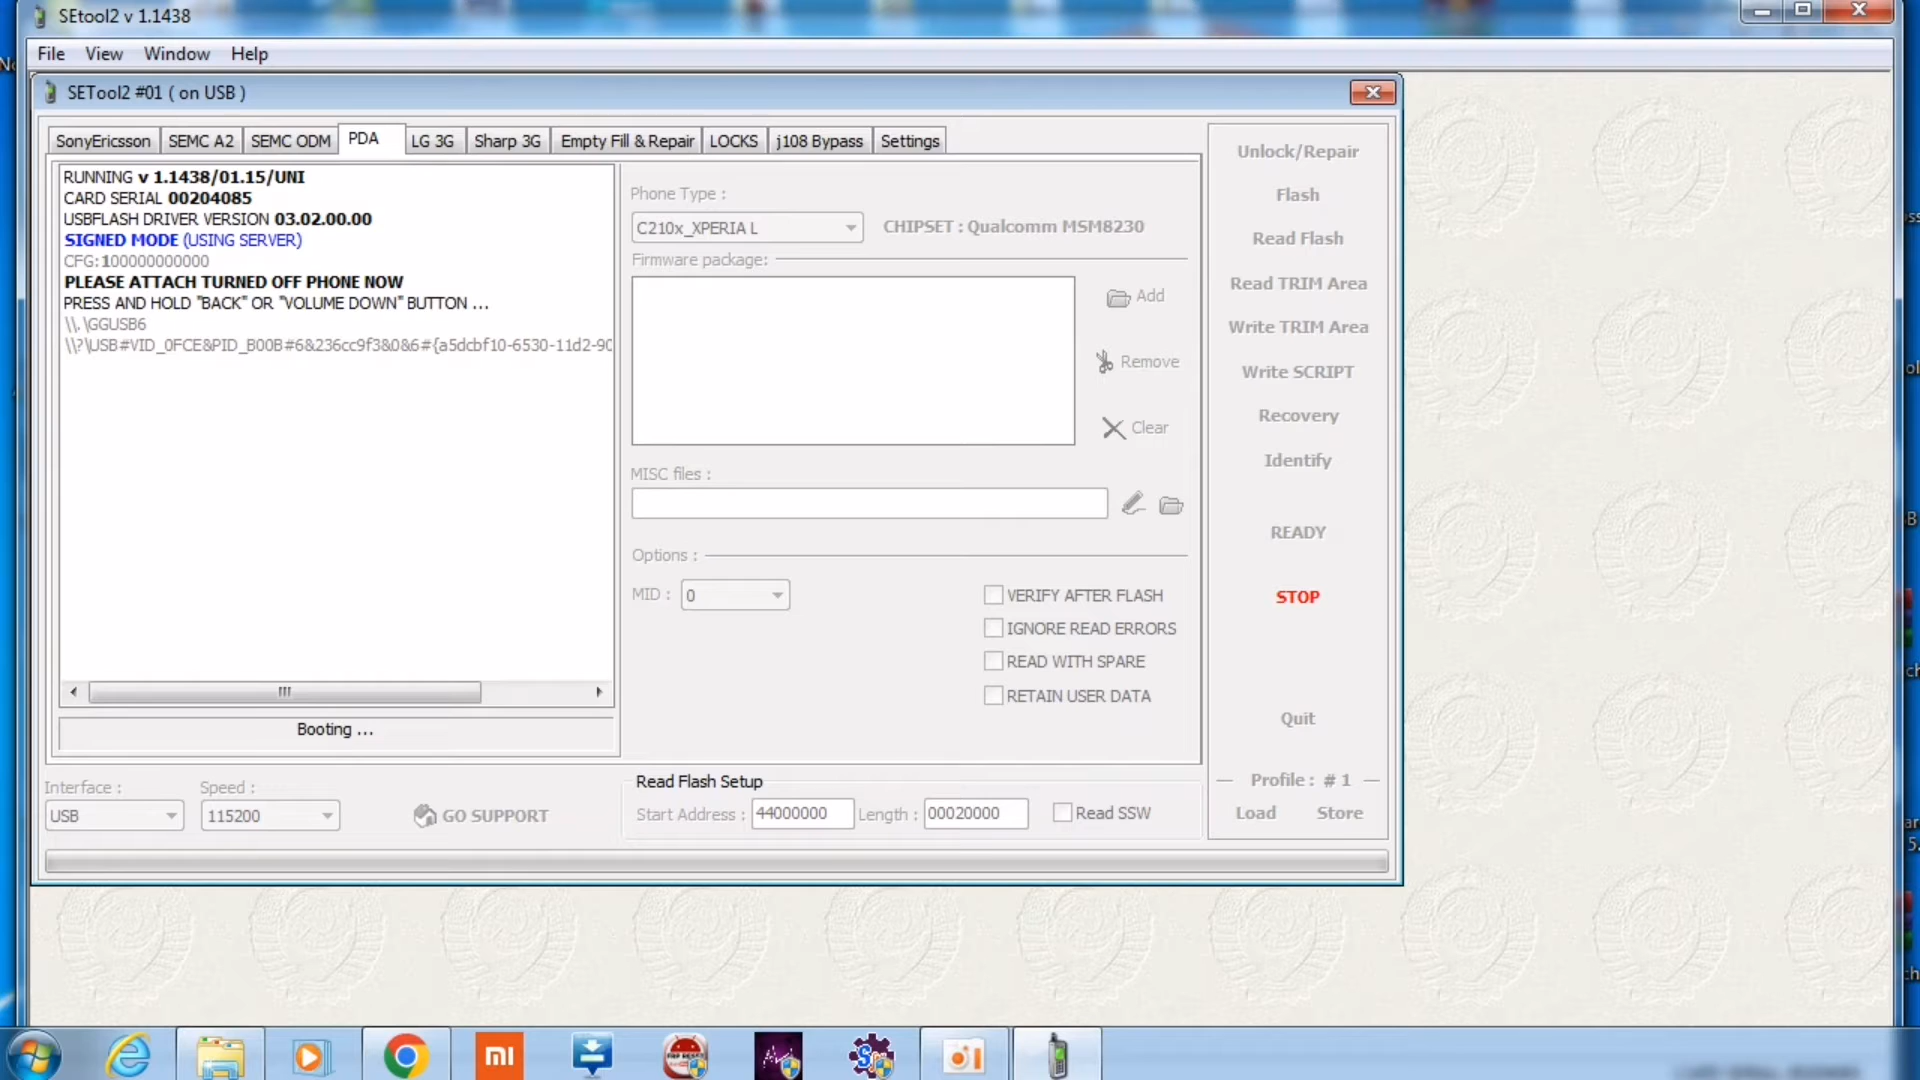 SEtool2 v 1.1438
File View Window Help
SETool2 #01 ( on USB )
SonyEricsson SEMC A2 SEMC ODM PDA LG 3G Sharp 3G Empty Fill & Repair LOCKS j108 Bypass Settings
RUNNING v 1.1438/01.15/UNI
CARD SERIAL 00204085
USBFLASH DRIVER VERSION 03.02.00.00
SIGNED MODE (USING SERVER)
CFG:100000000000
PLEASE ATTACH TURNED OFF PHONE NOW
PRESS AND HOLD "BACK" OR "VOLUME DOWN" BUTTON ...
\\.\GGUSB6
\\?\USB#VID_0FCE&PID_B00B#6&236cc9f3&0&6#{a5dcbf10-6530-11d2-90
Booting ...
Phone Type :
C210x_XPERIA L CHIPSET : Qualcomm MSM8230
Firmware package:
Add
Remove
Clear
MISC files :
Options :
MID : 0
VERIFY AFTER FLASH
IGNORE READ ERRORS
READ WITH SPARE
RETAIN USER DATA
Unlock/Repair
Flash
Read Flash
Read TRIM Area
Write TRIM Area
Write SCRIPT
Recovery
Identify
READY
STOP
Quit
Profile : # 1
Load Store
Interface : Speed :
USB 115200 GO SUPPORT
Read Flash Setup
Start Address : 44000000 Length : 00020000 Read SSW